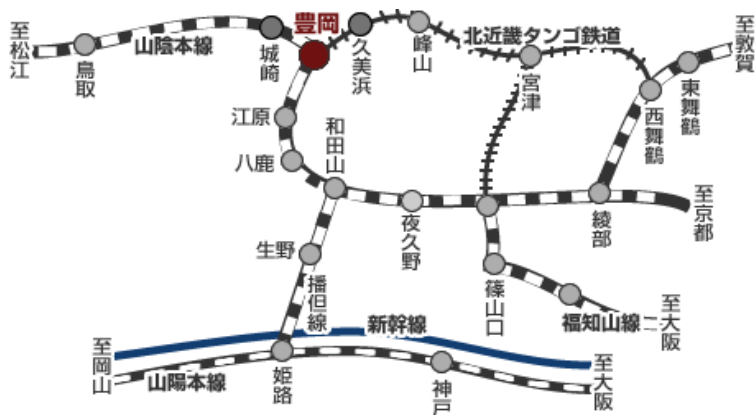 至松江
鳥取
山陰本線
城崎
豊岡
久美浜
峰山
北近畿タンゴ鉄道
宮津
西舞鶴
東舞鶴
至敦賀
江原
八鹿
和田山
夜久野
綾部
至京都
生野
播但線
篠山口
福知山線
至大阪
新幹線
至岡山
山陽本線
姫路
神戸
至大阪